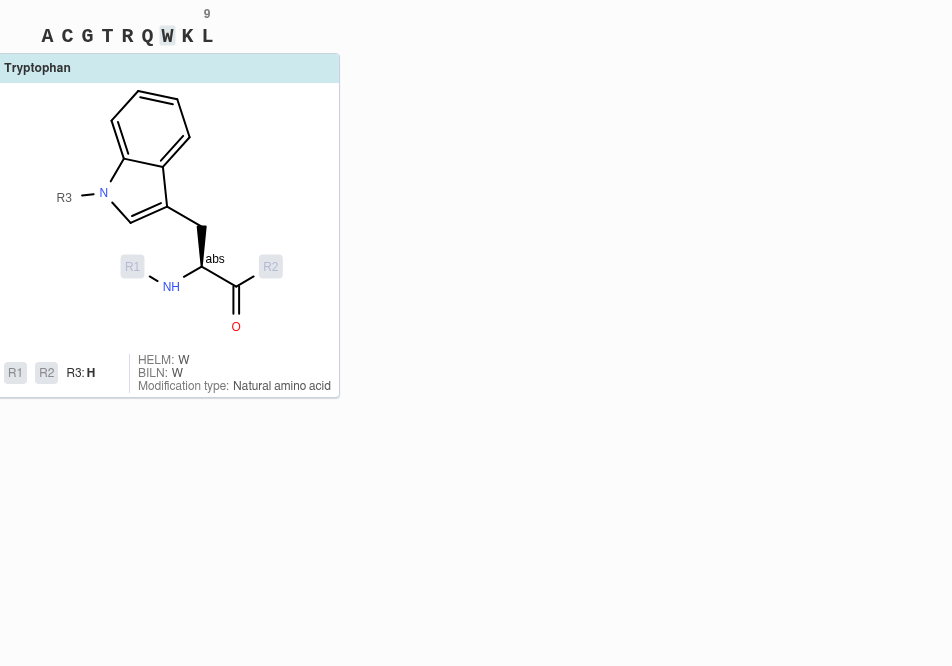 9
A C G T R Q W K L
Tryptophan
N
R3
abs
R1
R2
NH
O
R1 R2 R3: H
HELM: W
BILN: W
Modification type: Natural amino acid